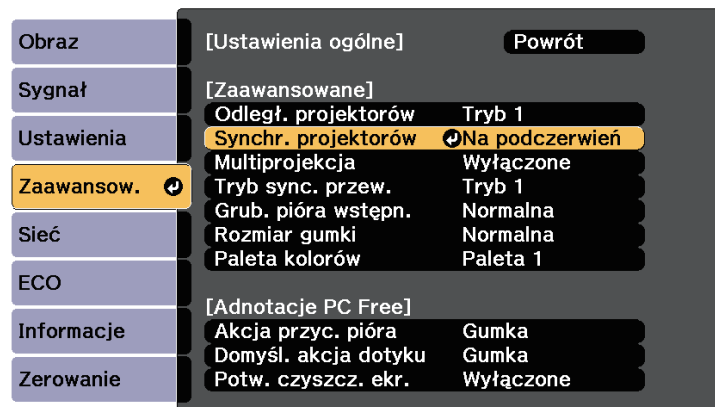 Obraz
Sygnał
Ustawienia
Zaawansow.
Sieć
ECO
Informacje
Zerowanie
[Ustawienia ogólne] Powrót
[Zaawansowane]
Odległ. projektorów Tryb 1
Synchr. projektorów Na podczerwień
Multiprojekcja Wyłączone
Tryb sync. przew. Tryb 1
Grub. pióra wstępn. Normalna
Rozmiar gumki Normalna
Paleta kolorów Paleta 1
[Adnotacje PC Free]
Akcja przyc. pióra Gumka
Domyśl. akcja dotyku Gumka
Potw. czyszcz. ekr. Wyłączone